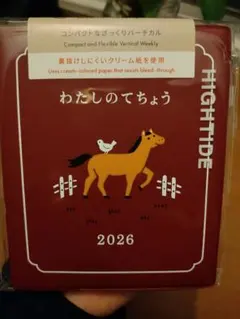 コンパクトなざっくりバーチカル
Compact and Flexible Vertical Weekly
裏抜けしにくいクリーム紙を使用
Uses cream-colored paper that resists bleed-through
HIGHTIDE
わたしのてちょう
2026